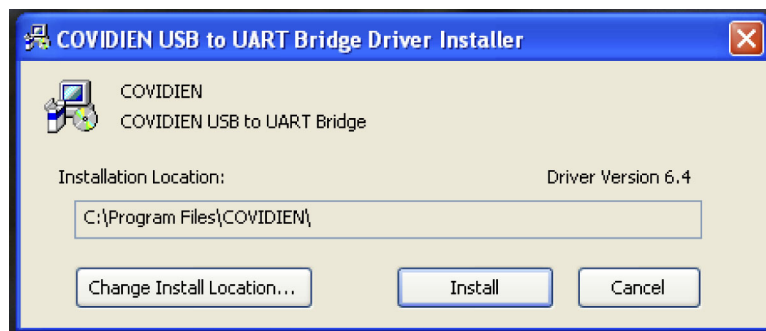 COVIDIEN USB to UART Bridge Driver Installer
COVIDIEN
COVIDIEN USB to UART Bridge
Installation Location: Driver Version 6.4
C:\Program Files\COVIDIEN\
Change Install Location... Install Cancel